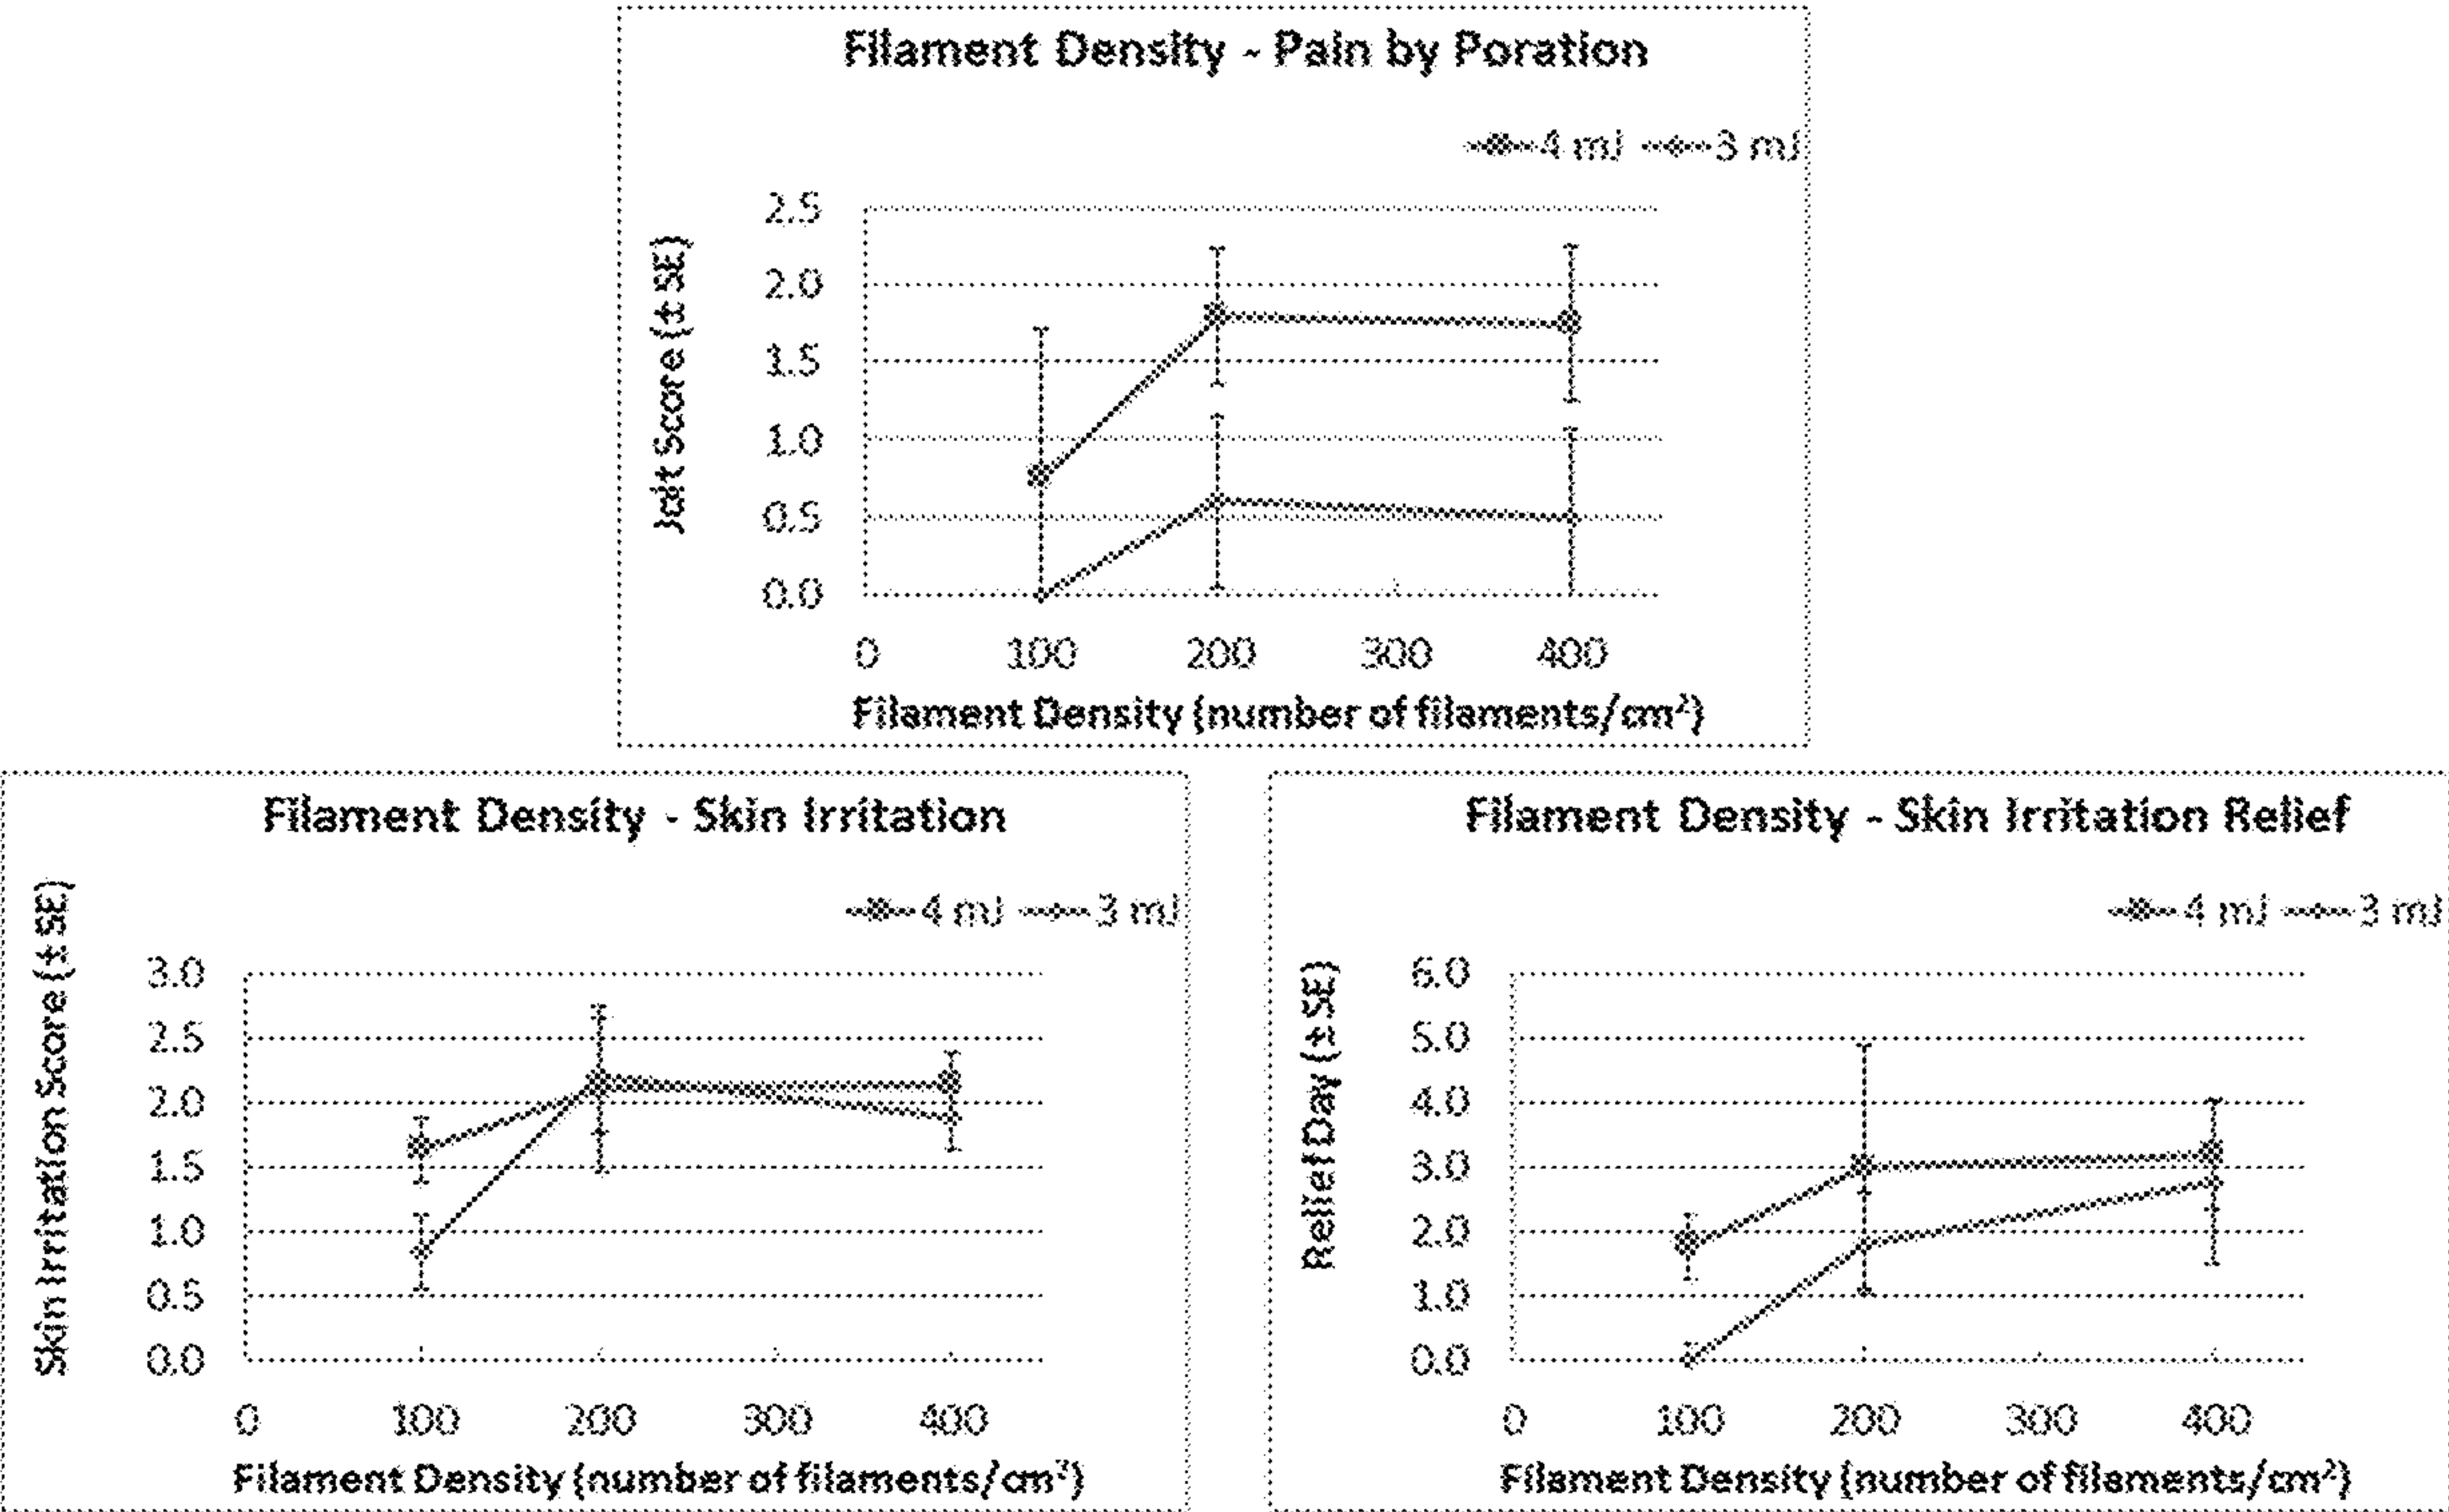 Filament Density - Pain by Poration
4 mJ 3 mJ
Jolt Score (± SE)
2.5
2.0
1.5
1.0
0.5
0.0
0 100 200 300 400
Filament Density (number of filaments/cm²)
Filament Density - Skin Irritation
4 mJ 3 mJ
Skin Irritation Score (± SE)
3.0
2.5
2.0
1.5
1.0
0.5
0.0
0 100 200 300 400
Filament Density (number of filaments/cm²)
Filament Density - Skin Irritation Relief
4 mJ 3 mJ
Relief Day (± SE)
6.0
5.0
4.0
3.0
2.0
1.0
0.0
0 100 200 300 400
Filament Density (number of filaments/cm²)